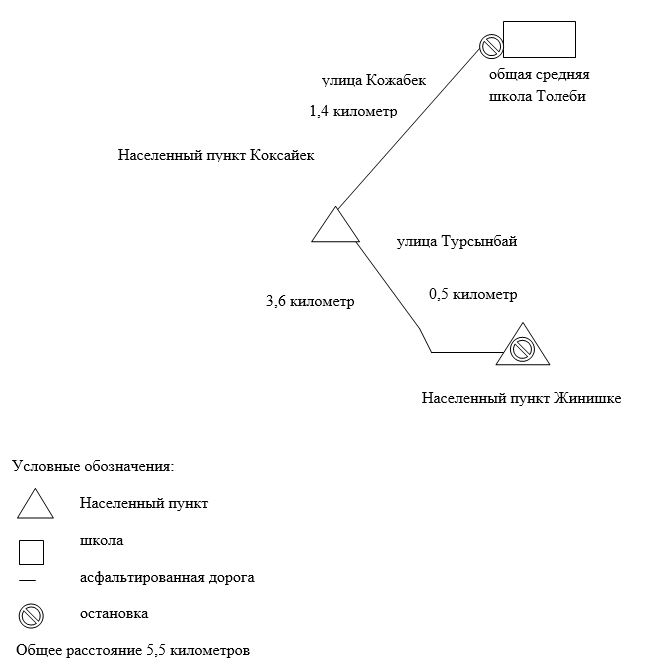 улица Кожабек
общая средняя
школа Толеби
1,4 километр
Населенный пункт Коксайек
улица Турсынбай
3,6 километр
0,5 километр
Населенный пункт Жинишке
Условные обозначения:
Населенный пункт
школа
асфальтированная дорога
остановка
Общее расстояние 5,5 километров